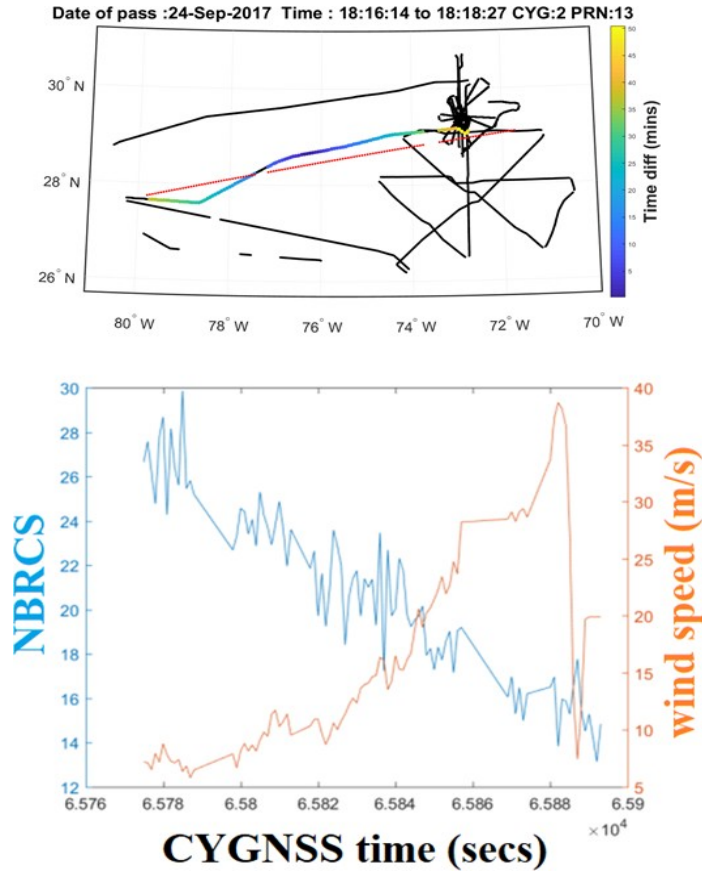 Date of pass :24-Sep-2017 Time : 18:16:14 to 18:18:27 CYG:2 PRN:13
30° N
28° N
26° N
80° W
78° W
76° W
74° W
72° W
70° W
50
45
40
35
30
25
20
15
10
5
Time diff (mins)
30
28
26
24
22
20
18
16
14
12
NBRCS
40
35
30
25
20
15
10
5
wind speed (m/s)
6.576
6.578
6.58
6.582
6.584
6.586
6.588
6.59
×10⁴
CYGNSS time (secs)